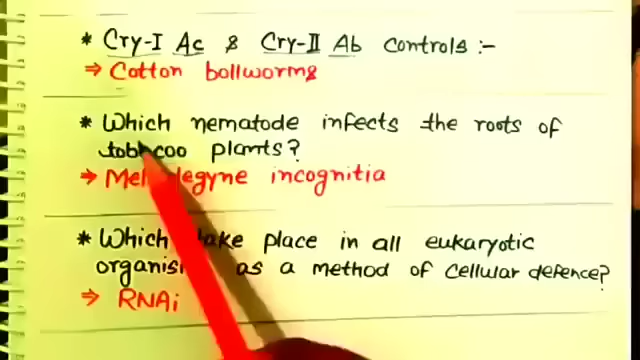 * Cry-I Ac & Cry-II Ab controls :-
⇒ Cotton bollworms
* Which nematode infects the roots of
plants?
→ incognitia
* Which place in all eukaryotic
as a method of cellular defence?
⇒ RNAi